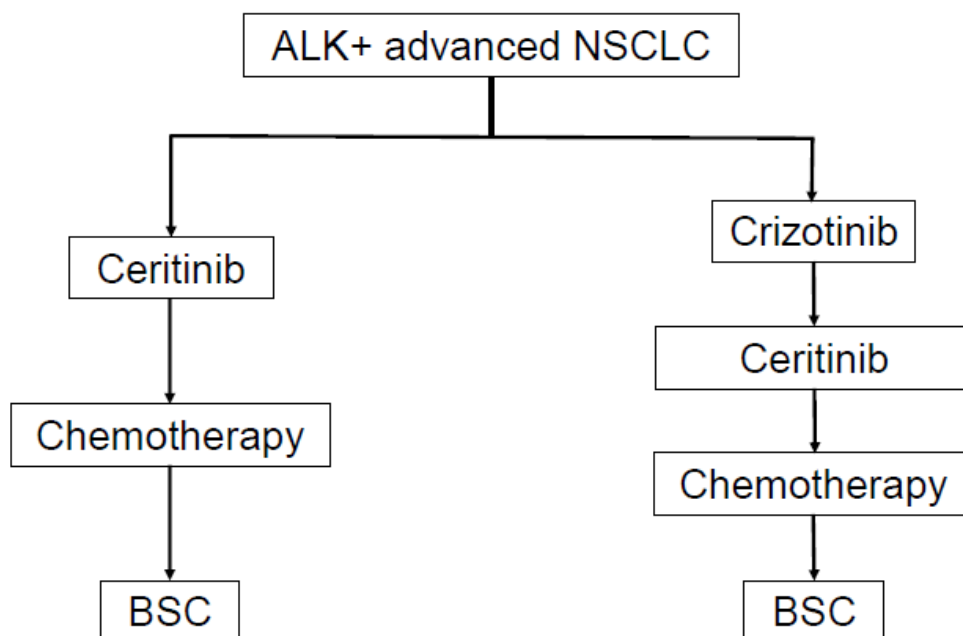 ALK+ advanced NSCLC
Ceritinib
Chemotherapy
BSC
Crizotinib
Ceritinib
Chemotherapy
BSC